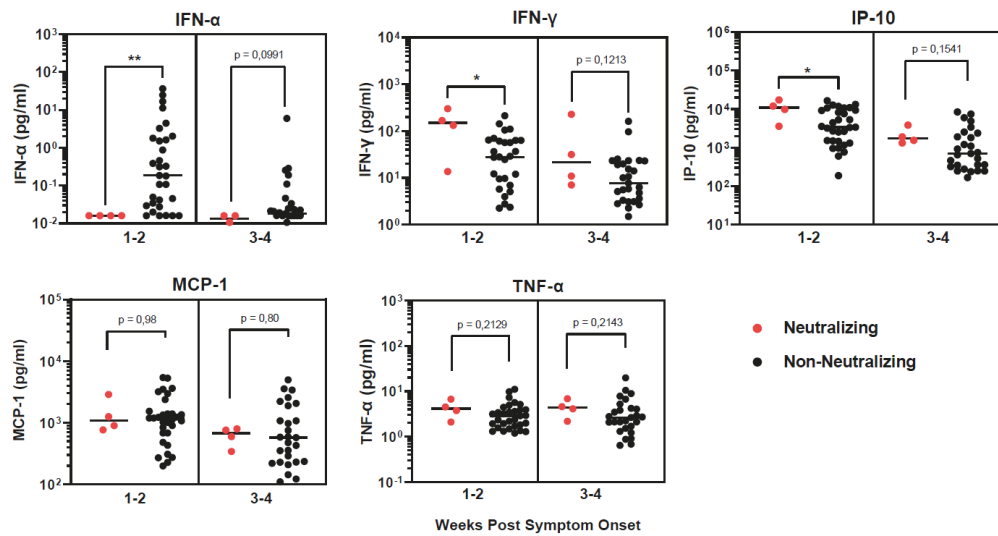 IFN-α
IFN-α (pg/ml)
10³
10²
10¹
10⁰
10⁻¹
10⁻²
**
p = 0,0991
1-2
3-4
IFN-γ
IFN-γ (pg/ml)
10⁴
10³
10²
10¹
10⁰
*
p = 0,1213
1-2
3-4
IP-10
IP-10 (pg/ml)
10⁶
10⁵
10⁴
10³
10²
10¹
*
p = 0,1541
1-2
3-4
MCP-1
MCP-1 (pg/ml)
10⁵
10⁴
10³
10²
p = 0,98
p = 0,80
1-2
3-4
TNF-α
TNF-α (pg/ml)
10³
10²
10¹
10⁰
10⁻¹
p = 0,2129
p = 0,2143
1-2
3-4
Neutralizing
Non-Neutralizing
Weeks Post Symptom Onset